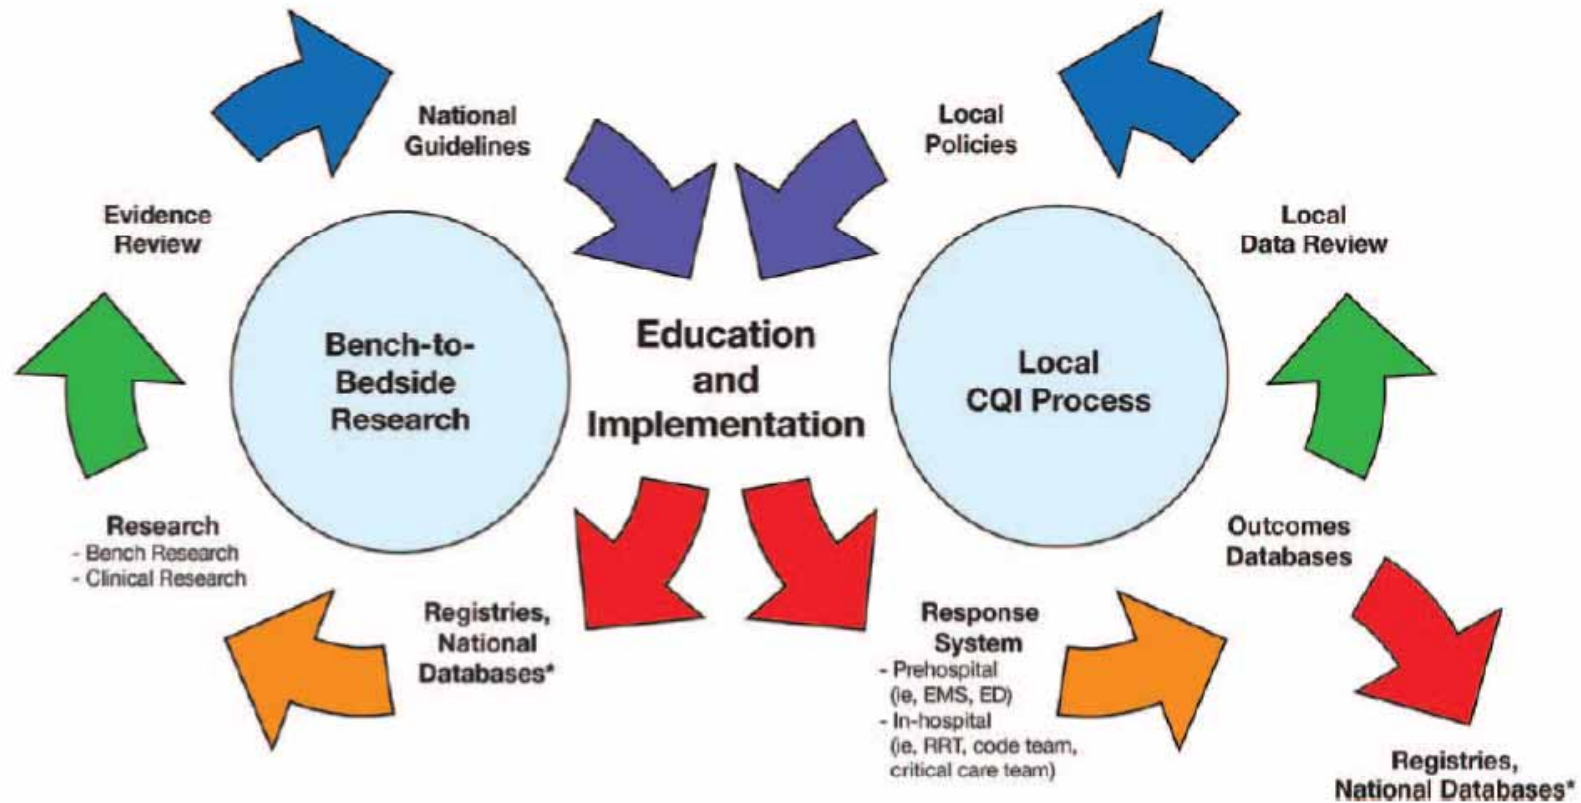 National
Guidelines
Local
Policies
Evidence
Review
Local
Data Review
Bench-to-
Bedside
Research
Education
and
Implementation
Local
CQI Process
Research
- Bench Research
- Clinical Research
Outcomes
Databases
Registries,
National
Databases*
Response
System
- Prehospital
(ie, EMS, ED)
- In-hospital
(ie, RRT, code team,
critical care team)
Registries,
National Databases*